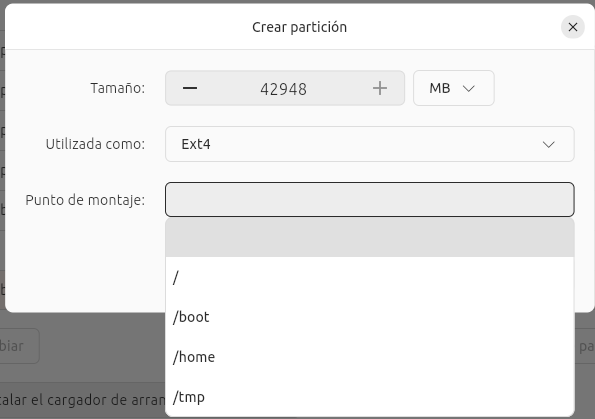 Crear partición
Tamaño: 42948 MB
Utilizada como: Ext4
Punto de montaje:
/
/boot
/home
/tmp
biar
pa
talar el cargador de arran